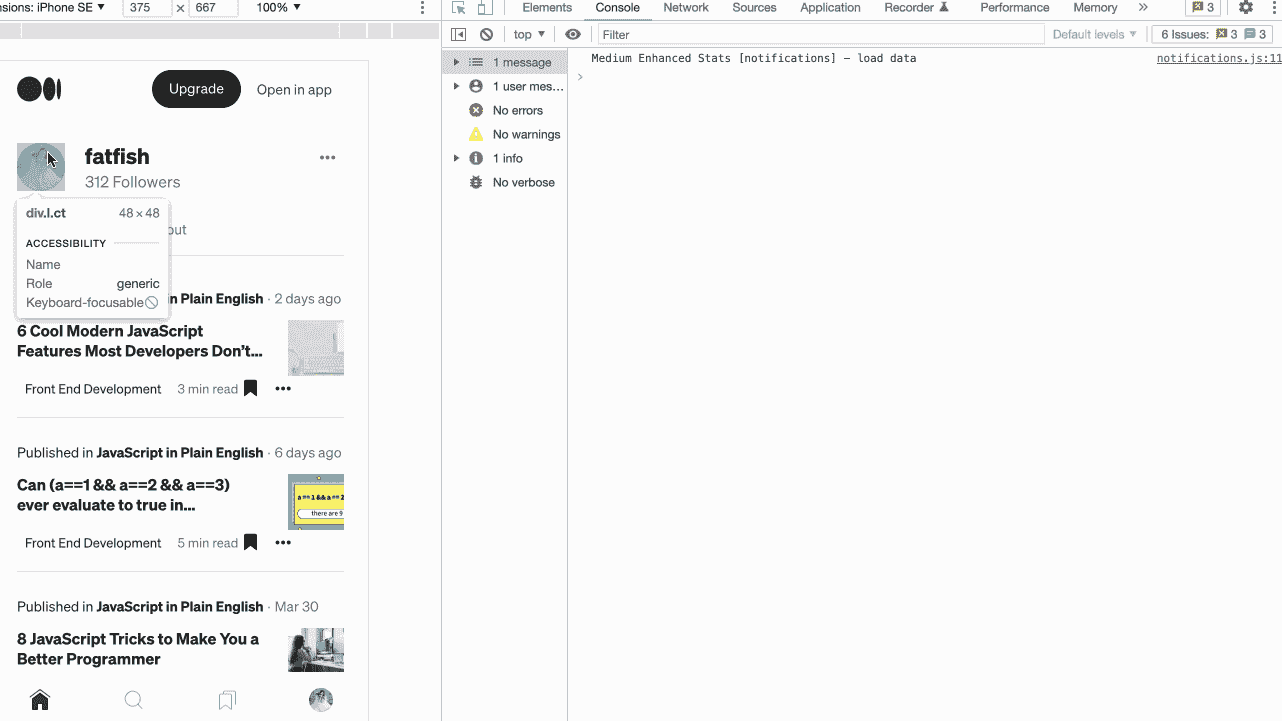 nsions: iPhone SE ▼ 375 × 667 100% ▼
Elements Console Network Sources Application Recorder Performance Memory » 3
top ▼ Filter Default levels ▼ 6 Issues: 3 3
Upgrade Open in app
fatfish
312 Followers
div.l.ct 48 × 48
out
ACCESSIBILITY
Name
Role generic
Keyboard-focusable
in Plain English · 2 days ago
6 Cool Modern JavaScript
Features Most Developers Don't...
Front End Development 3 min read
Published in JavaScript in Plain English · 6 days ago
Can (a==1 && a==2 && a==3)
ever evaluate to true in...
a == 1 && a == 2
there are 9
Front End Development 5 min read
Published in JavaScript in Plain English · Mar 30
8 JavaScript Tricks to Make You a
Better Programmer
1 message
1 user mes...
No errors
No warnings
1 info
No verbose
Medium Enhanced Stats [notifications] – load data notifications.js:11